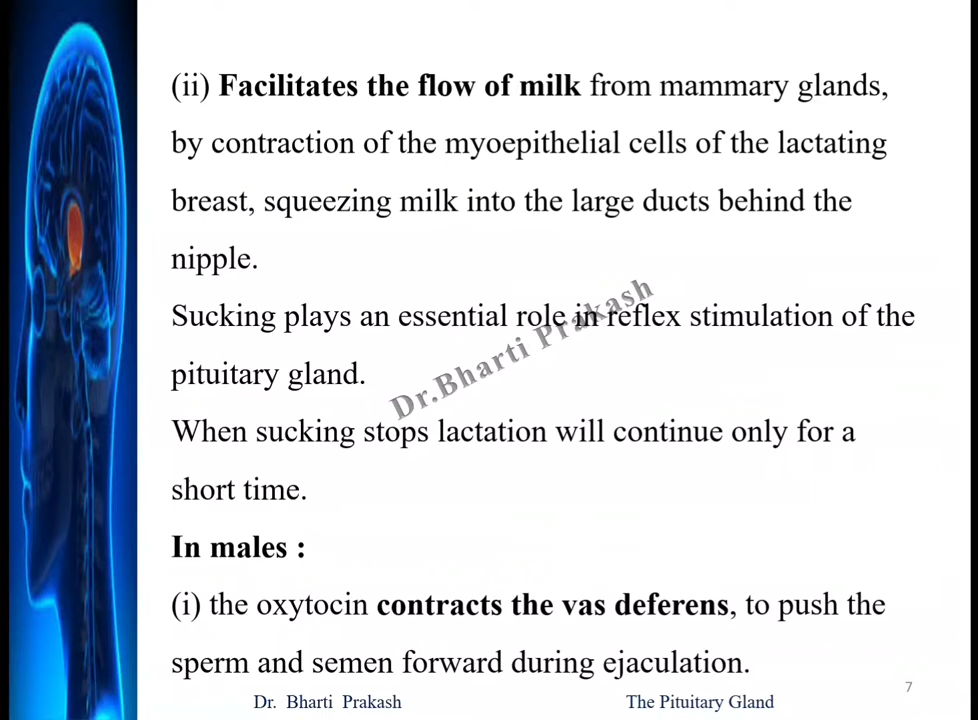 (ii) Facilitates the flow of milk from mammary glands,
by contraction of the myoepithelial cells of the lactating
breast, squeezing milk into the large ducts behind the
nipple.
Sucking plays an essential role in reflex stimulation of the
pituitary gland.
Dr.Bharti Prakash
When sucking stops lactation will continue only for a
short time.
In males :
(i) the oxytocin contracts the vas deferens, to push the
sperm and semen forward during ejaculation.
7
Dr. Bharti Prakash The Pituitary Gland